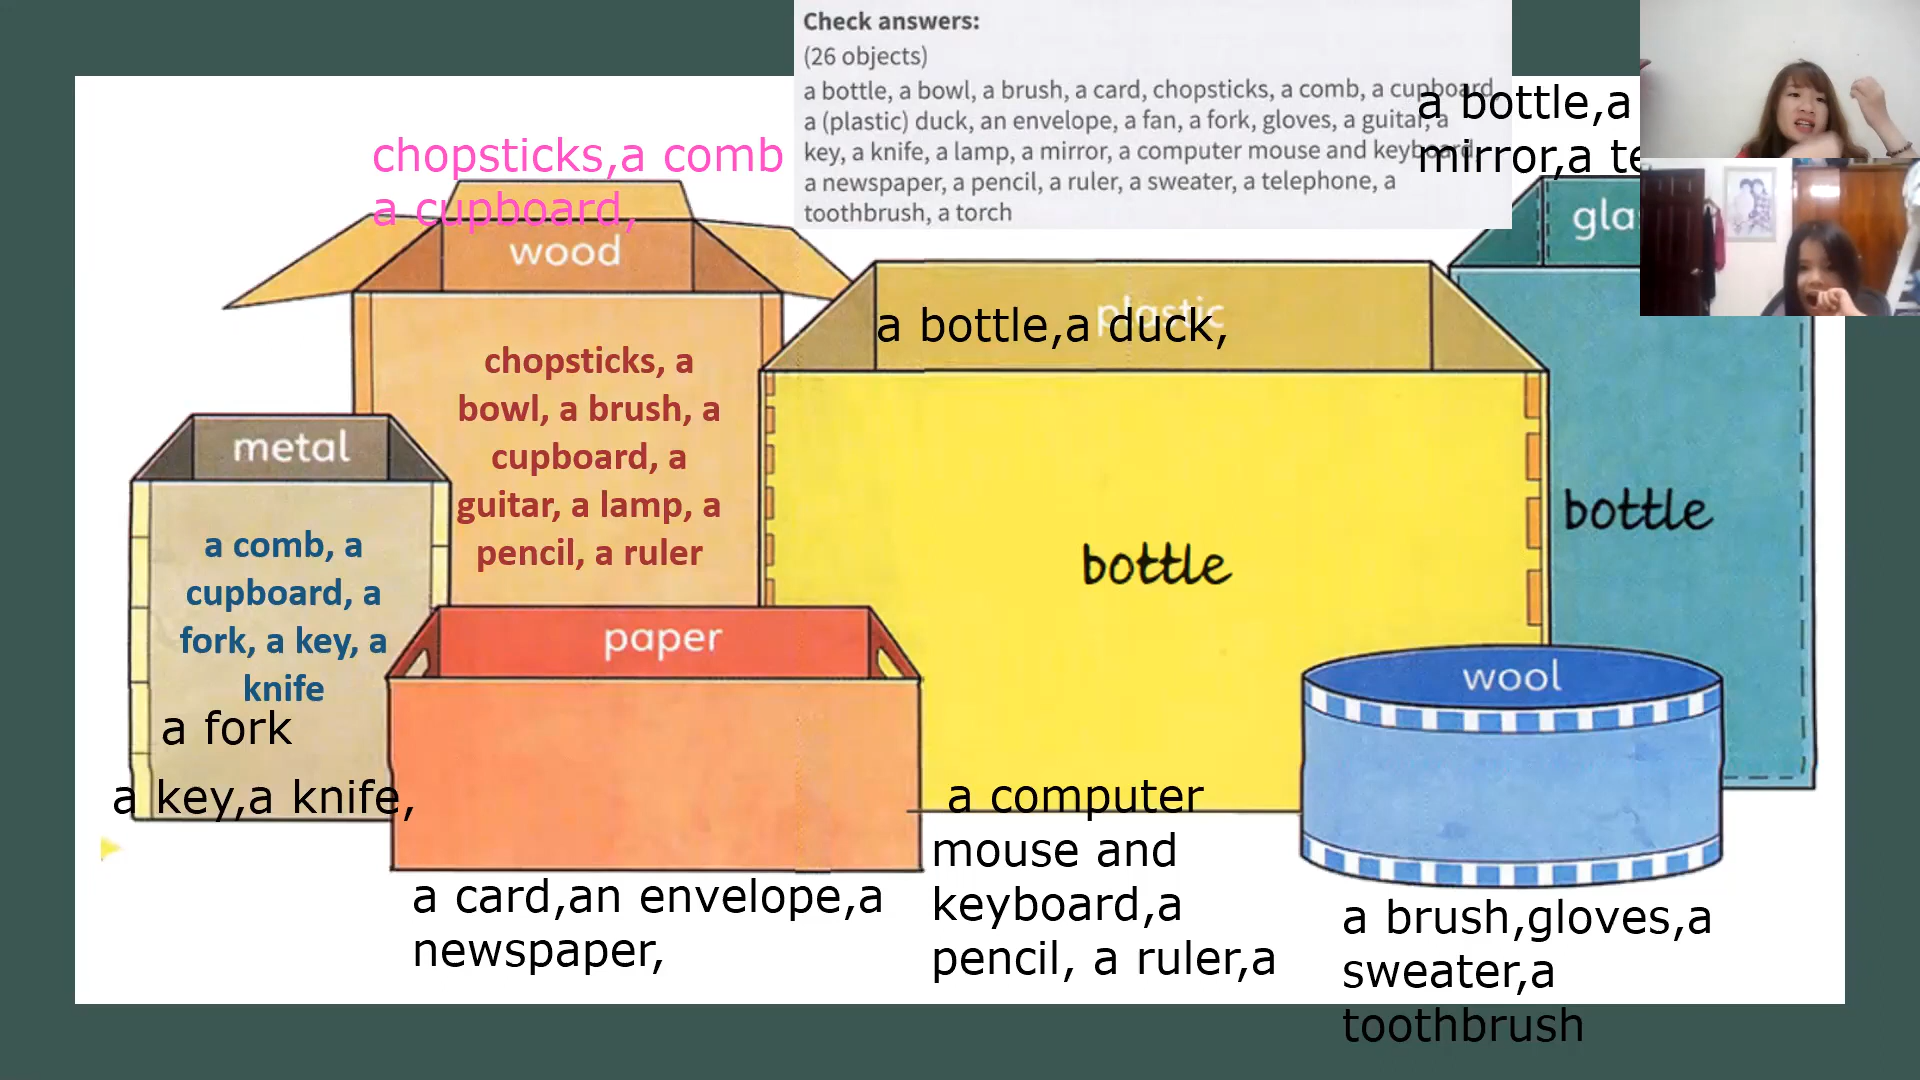 Check answers:
(26 objects)
a bottle, a bowl, a brush, a card, chopsticks, a comb, a cupboard
a (plastic) duck, an envelope, a fan, a fork, gloves, a guitar, a
key, a knife, a lamp, a mirror, a computer mouse and keyboard,
a newspaper, a pencil, a ruler, a sweater, a telephone, a
toothbrush, a torch
a bottle,a
mirror,a te
chopsticks,a comb
a cupboard,
wood
chopsticks, a
bowl, a brush, a
cupboard, a
guitar, a lamp, a
pencil, a ruler
plastic
a bottle,a duck,
bottle
bottle
metal
a comb, a
cupboard, a
fork, a key, a
knife
a fork
a key,a knife,
paper
a card,an envelope,a
newspaper,
a computer
mouse and
keyboard,a
pencil, a ruler,a
wool
a brush,gloves,a
sweater,a
toothbrush